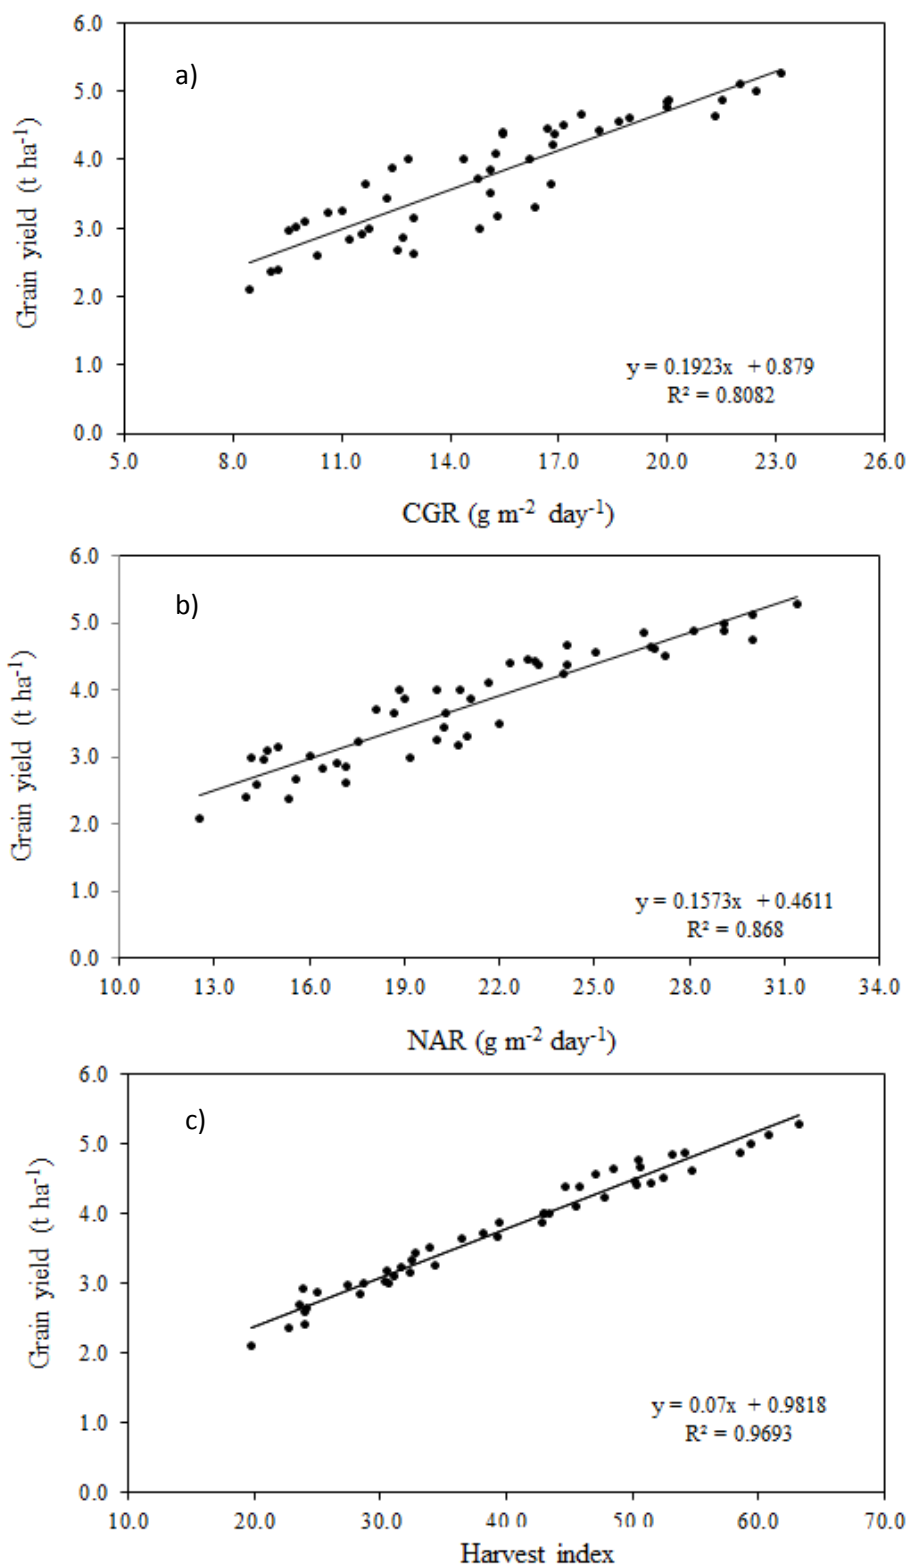 6.0
a)
5.0
4.0
3.0
2.0
1.0
0.0
Grain yield (t ha⁻¹)
y = 0.1923x + 0.879
R² = 0.8082
5.0 8.0 11.0 14.0 17.0 20.0 23.0 26.0
CGR (g m⁻² day⁻¹)
6.0
b)
5.0
4.0
3.0
2.0
1.0
0.0
Grain yield (t ha⁻¹)
y = 0.1573x + 0.4611
R² = 0.868
10.0 13.0 16.0 19.0 22.0 25.0 28.0 31.0 34.0
NAR (g m⁻² day⁻¹)
6.0
c)
5.0
4.0
3.0
2.0
1.0
0.0
Grain yield (t ha⁻¹)
y = 0.07x + 0.9818
R² = 0.9693
10.0 20.0 30.0 40.0 50.0 60.0 70.0
Harvest index